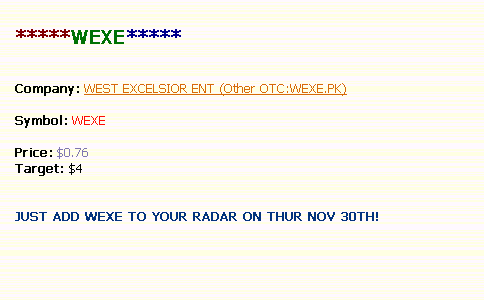 *****WEXE*****
Company: WEST EXCELSIOR ENT (Other OTC:WEXE.PK)
Symbol: WEXE
Price: $0.76
Target: $4
JUST ADD WEXE TO YOUR RADAR ON THUR NOV 30TH!